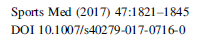 Sports Med (2017) 47:1821–1845
DOI 10.1007/s40279-017-0716-0